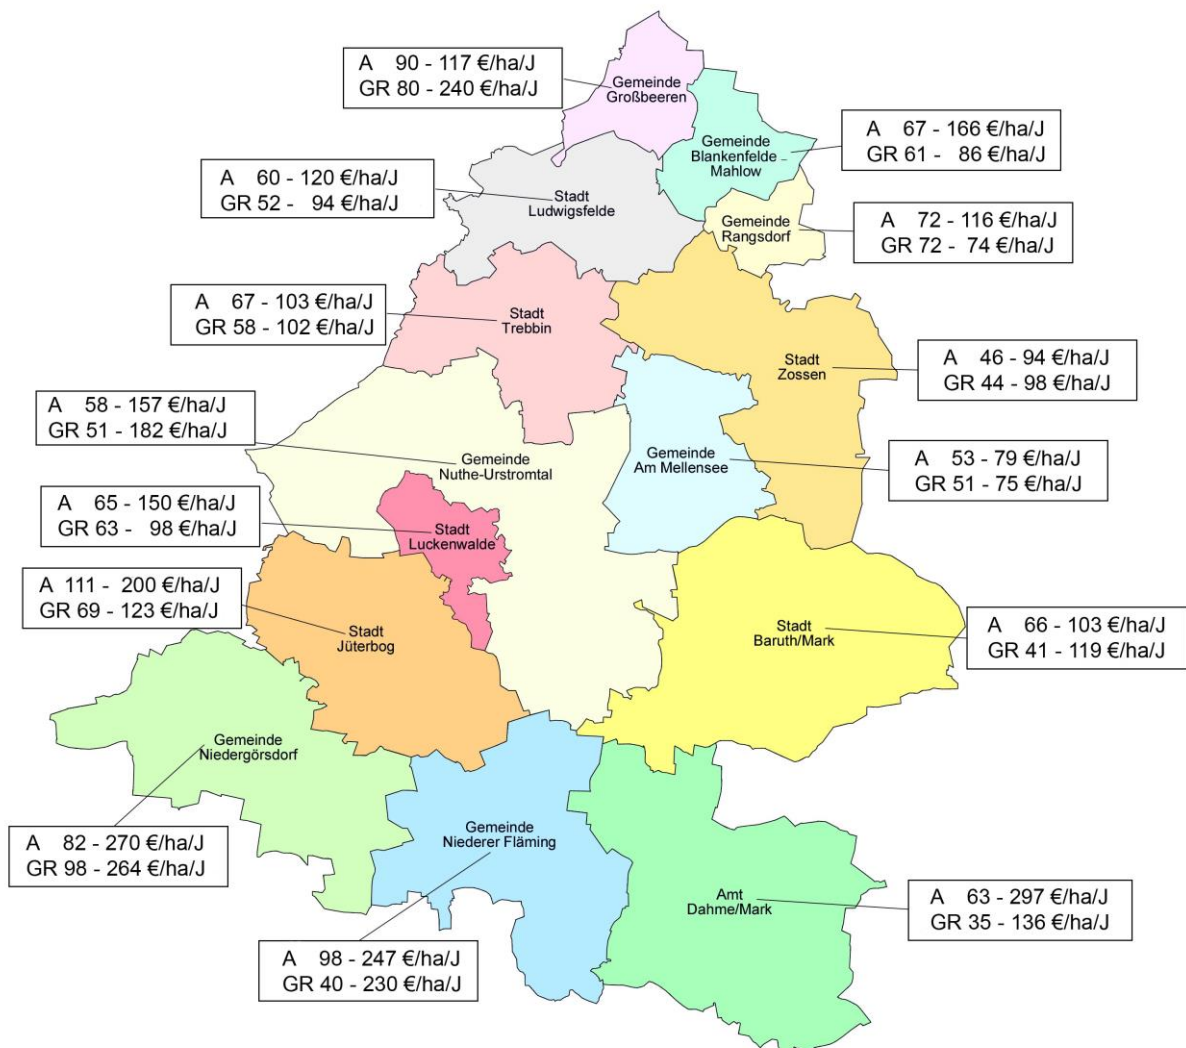 A 90 - 117 €/ha/J
GR 80 - 240 €/ha/J
Gemeinde
Großbeeren
Gemeinde
Blankenfelde -
Mahlow
A 67 - 166 €/ha/J
GR 61 - 86 €/ha/J
A 60 - 120 €/ha/J
GR 52 - 94 €/ha/J
Stadt
Ludwigsfelde
Gemeinde
Rangsdorf
A 72 - 116 €/ha/J
GR 72 - 74 €/ha/J
A 67 - 103 €/ha/J
GR 58 - 102 €/ha/J
Stadt
Trebbin
Stadt
Zossen
A 46 - 94 €/ha/J
GR 44 - 98 €/ha/J
A 58 - 157 €/ha/J
GR 51 - 182 €/ha/J
Gemeinde
Nuthe-Urstromtal
Gemeinde
Am Mellensee
A 53 - 79 €/ha/J
GR 51 - 75 €/ha/J
A 65 - 150 €/ha/J
GR 63 - 98 €/ha/J
Stadt
Luckenwalde
A 111 - 200 €/ha/J
GR 69 - 123 €/ha/J
Stadt
Jüterbog
Stadt
Baruth/Mark
A 66 - 103 €/ha/J
GR 41 - 119 €/ha/J
Gemeinde
Niedergörsdorf
A 82 - 270 €/ha/J
GR 98 - 264 €/ha/J
Gemeinde
Niederer Fläming
A 98 - 247 €/ha/J
GR 40 - 230 €/ha/J
Amt
Dahme/Mark
A 63 - 297 €/ha/J
GR 35 - 136 €/ha/J